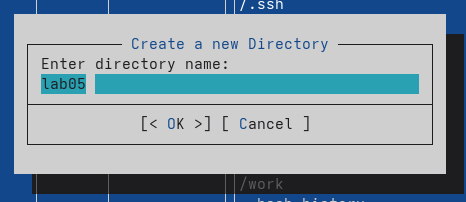 /.ssh
Create a new Directory
Enter directory name:
lab05
[< OK >] [ Cancel ]
/work